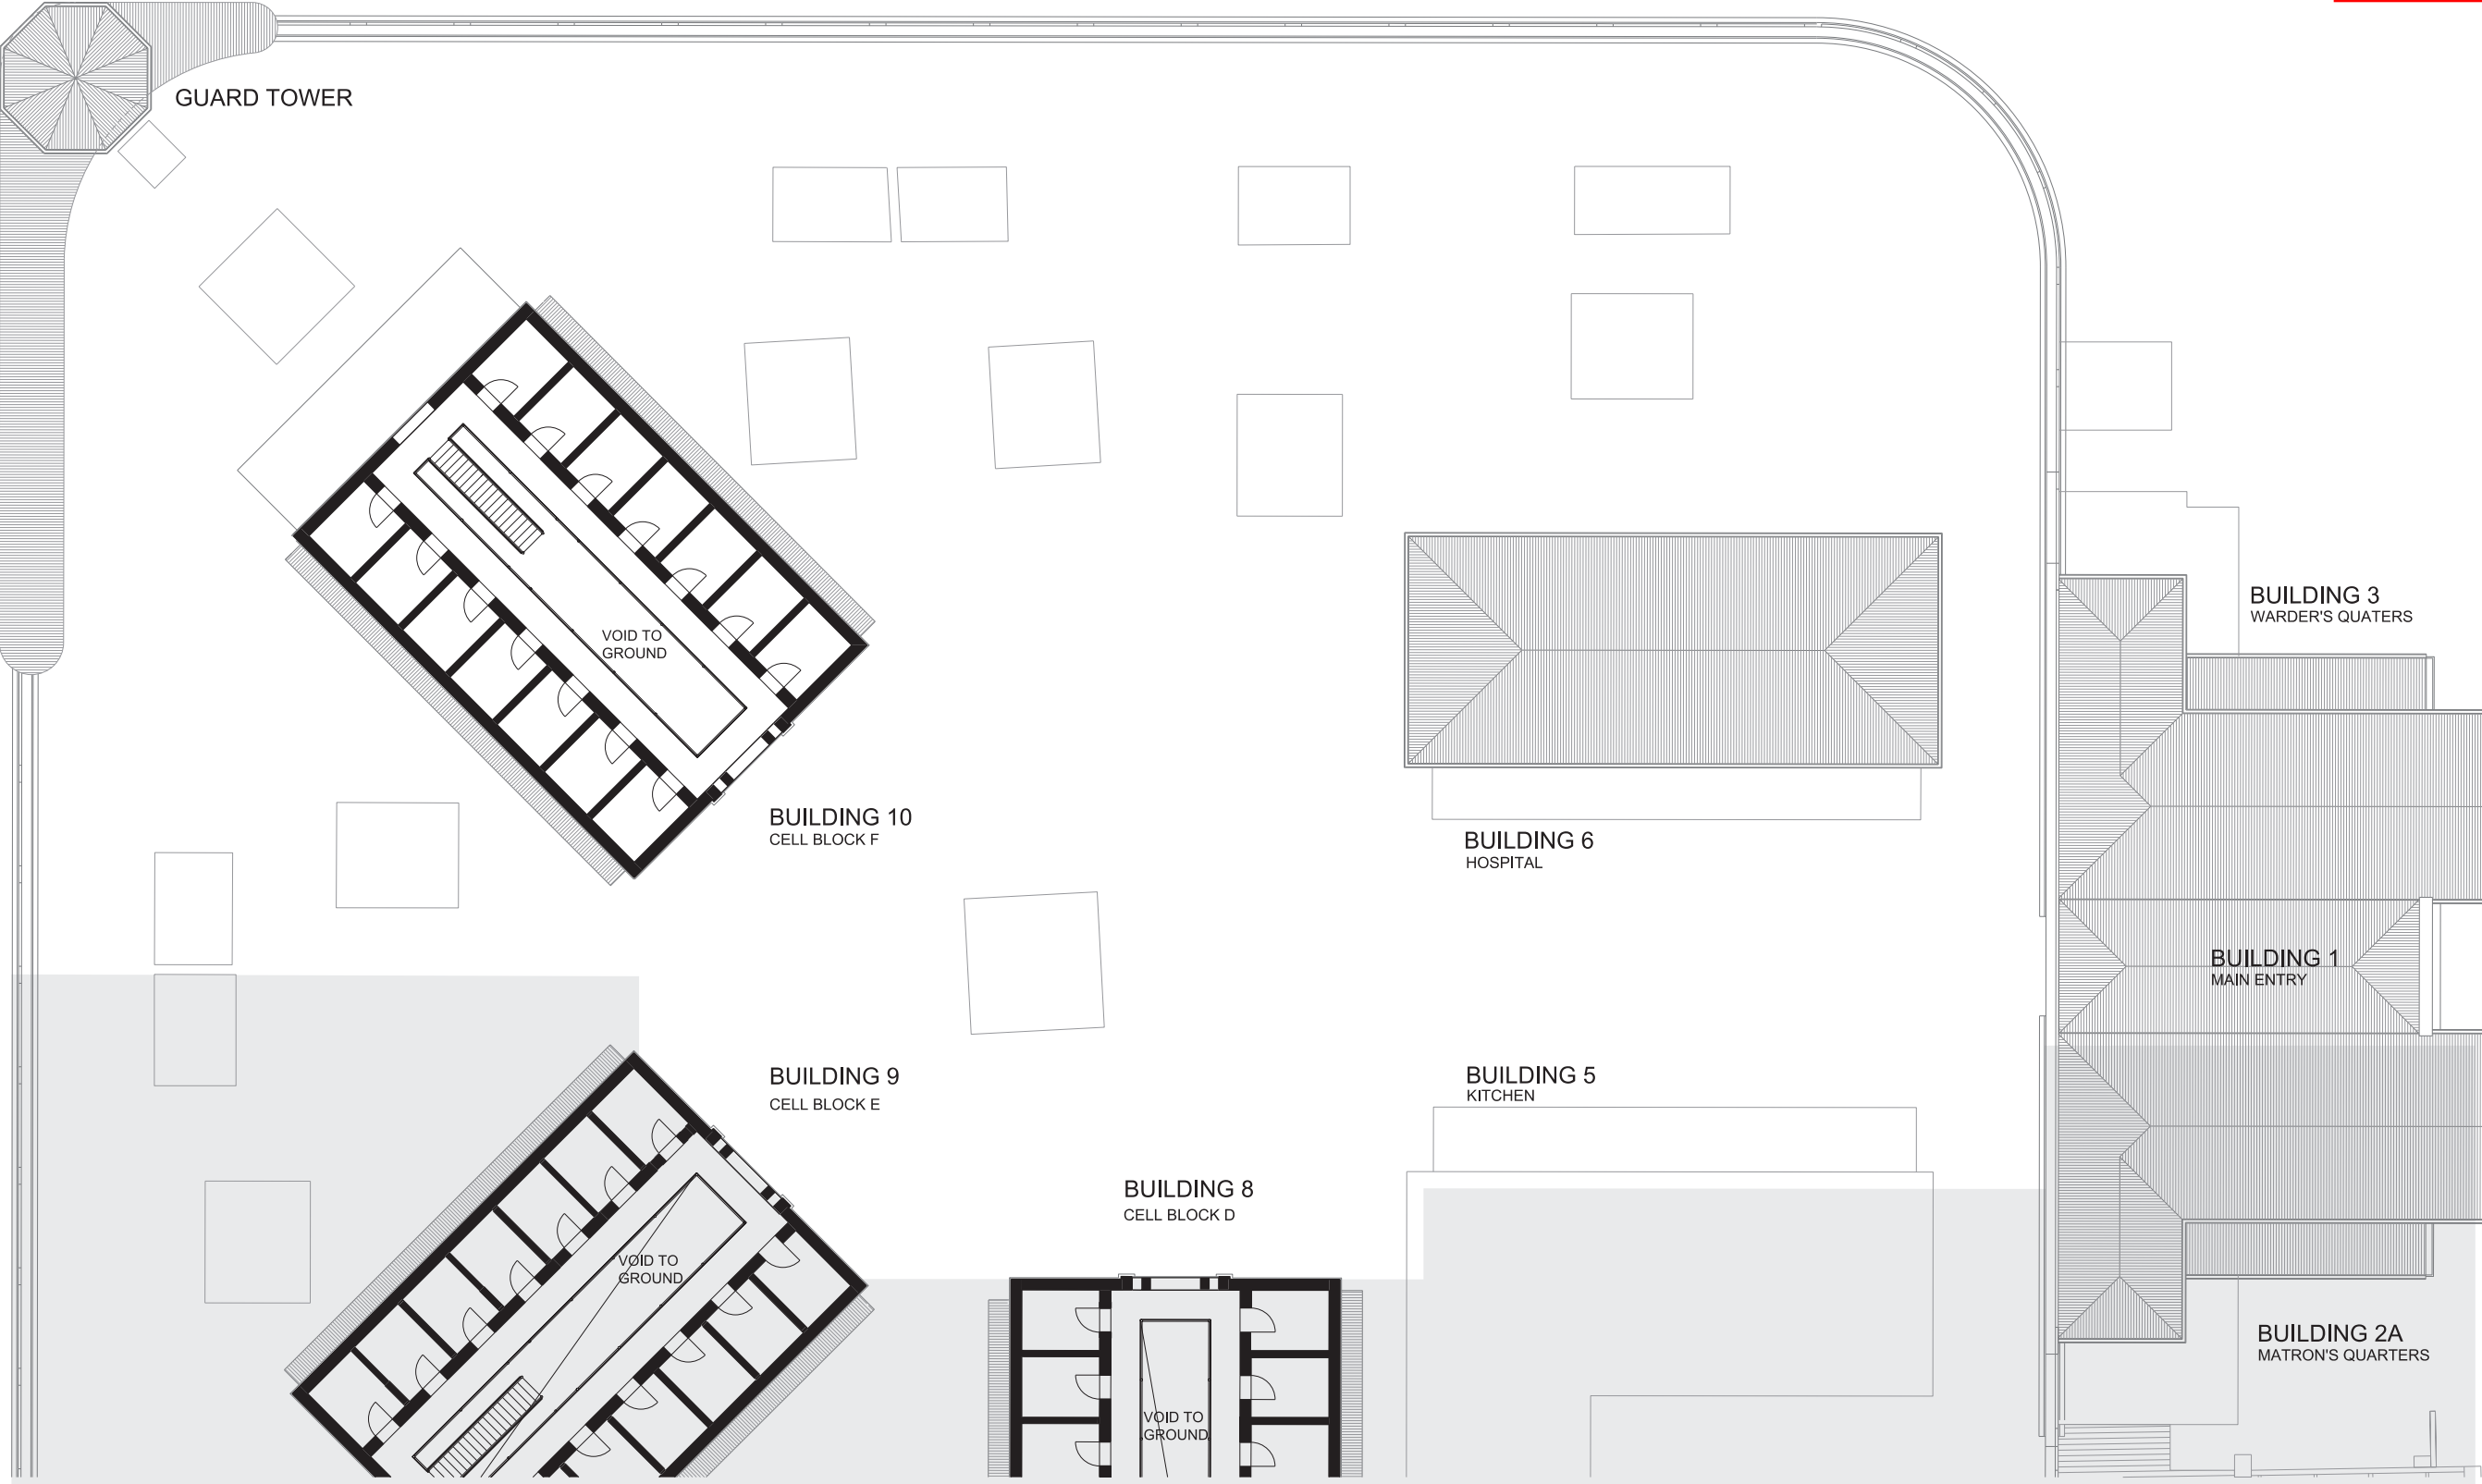 GUARD TOWER
BUILDING 3
WARDER'S QUATERS
VOID TO
GROUND
BUILDING 10
CELL BLOCK F
BUILDING 6
HOSPITAL
BUILDING 1
MAIN ENTRY
BUILDING 9
CELL BLOCK E
BUILDING 5
KITCHEN
BUILDING 8
CELL BLOCK D
VOID TO
GROUND
BUILDING 2A
MATRON'S QUARTERS
VOID TO
GROUND